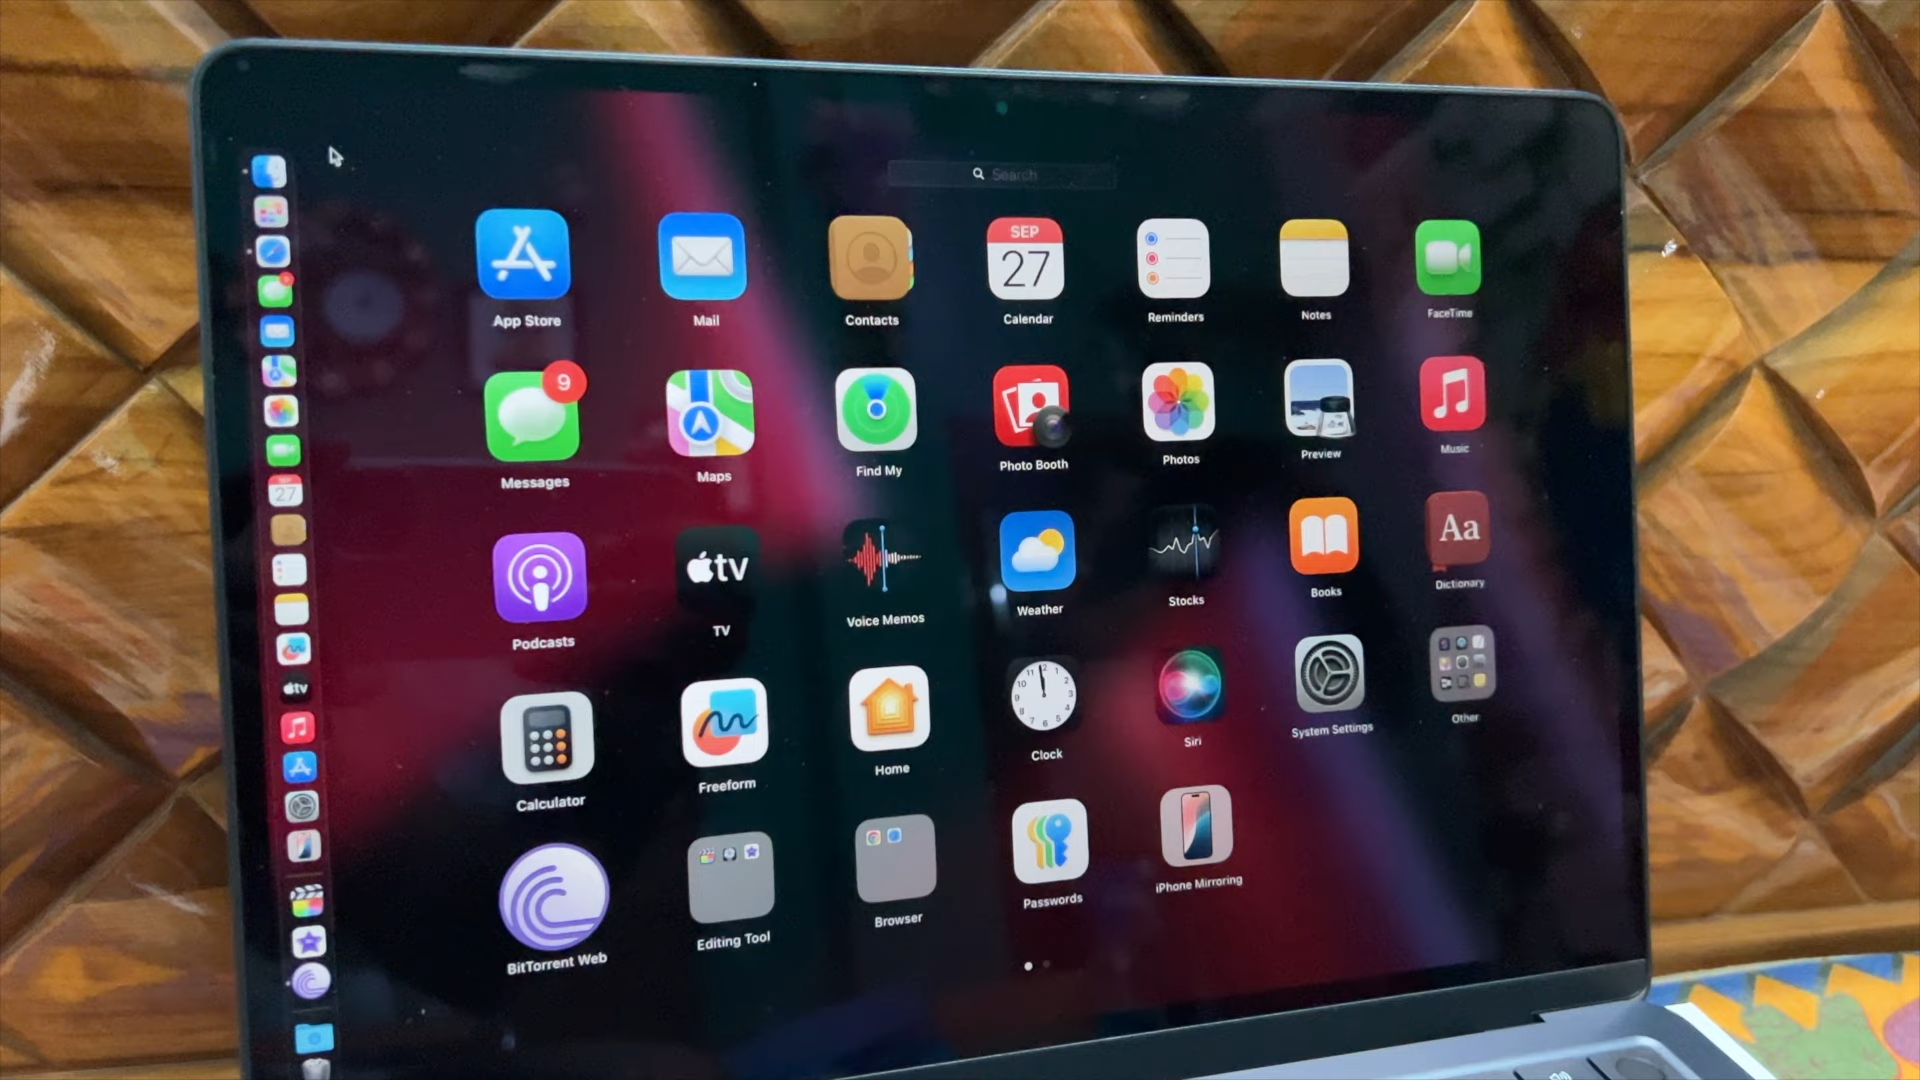 Search
SEP
27
App Store
Mail
Contacts
Calendar
Reminders
Notes
FaceTime
9
Messages
Maps
Find My
Photo Booth
Photos
Preview
Music
tv
Aa
Podcasts
TV
Voice Memos
Weather
Stocks
Books
Dictionary
Calculator
Freeform
Home
Clock
Siri
System Settings
Other
BitTorrent Web
Editing Tool
Browser
Passwords
iPhone Mirroring
27
tv